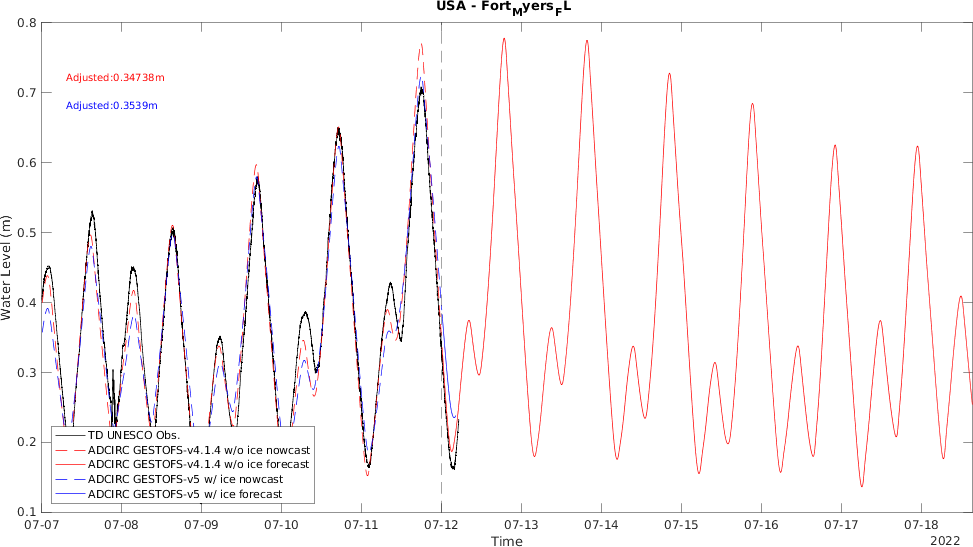 USA - Fort_Myers_FL
0.8
0.7
0.6
0.5
0.4
0.3
0.2
0.1
Water Level (m)
Adjusted:0.34738m
Adjusted:0.3539m
TD UNESCO Obs.
ADCIRC GESTOFS-v4.1.4 w/o ice nowcast
ADCIRC GESTOFS-v4.1.4 w/o ice forecast
ADCIRC GESTOFS-v5 w/ ice nowcast
ADCIRC GESTOFS-v5 w/ ice forecast
07-07 07-08 07-09 07-10 07-11 07-12 07-13 07-14 07-15 07-16 07-17 07-18
Time
2022